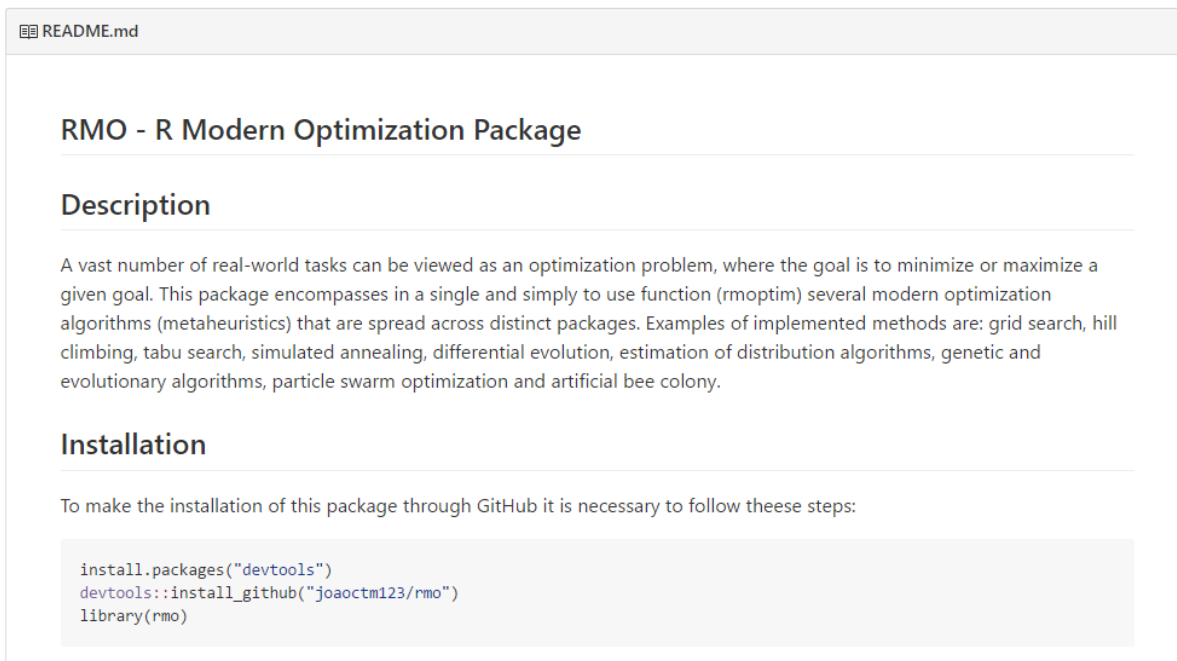 README.md
RMO - R Modern Optimization Package
Description
A vast number of real-world tasks can be viewed as an optimization problem, where the goal is to minimize or maximize a
given goal. This package encompasses in a single and simply to use function (rmoptim) several modern optimization
algorithms (metaheuristics) that are spread across distinct packages. Examples of implemented methods are: grid search, hill
climbing, tabu search, simulated annealing, differential evolution, estimation of distribution algorithms, genetic and
evolutionary algorithms, particle swarm optimization and artificial bee colony.
Installation
To make the installation of this package through GitHub it is necessary to follow theese steps:
install.packages("devtools")
devtools::install_github("joaoctm123/rmo")
library(rmo)